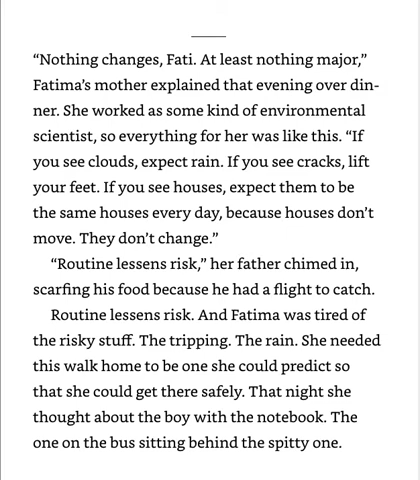 “Nothing changes, Fati. At least nothing major,”
Fatima’s mother explained that evening over din-
ner. She worked as some kind of environmental
scientist, so everything for her was like this. “If
you see clouds, expect rain. If you see cracks, lift
your feet. If you see houses, expect them to be
the same houses every day, because houses don’t
move. They don’t change.”
“Routine lessens risk,” her father chimed in,
scarfing his food because he had a flight to catch.
Routine lessens risk. And Fatima was tired of
the risky stuff. The tripping. The rain. She needed
this walk home to be one she could predict so
that she could get there safely. That night she
thought about the boy with the notebook. The
one on the bus sitting behind the spitty one.